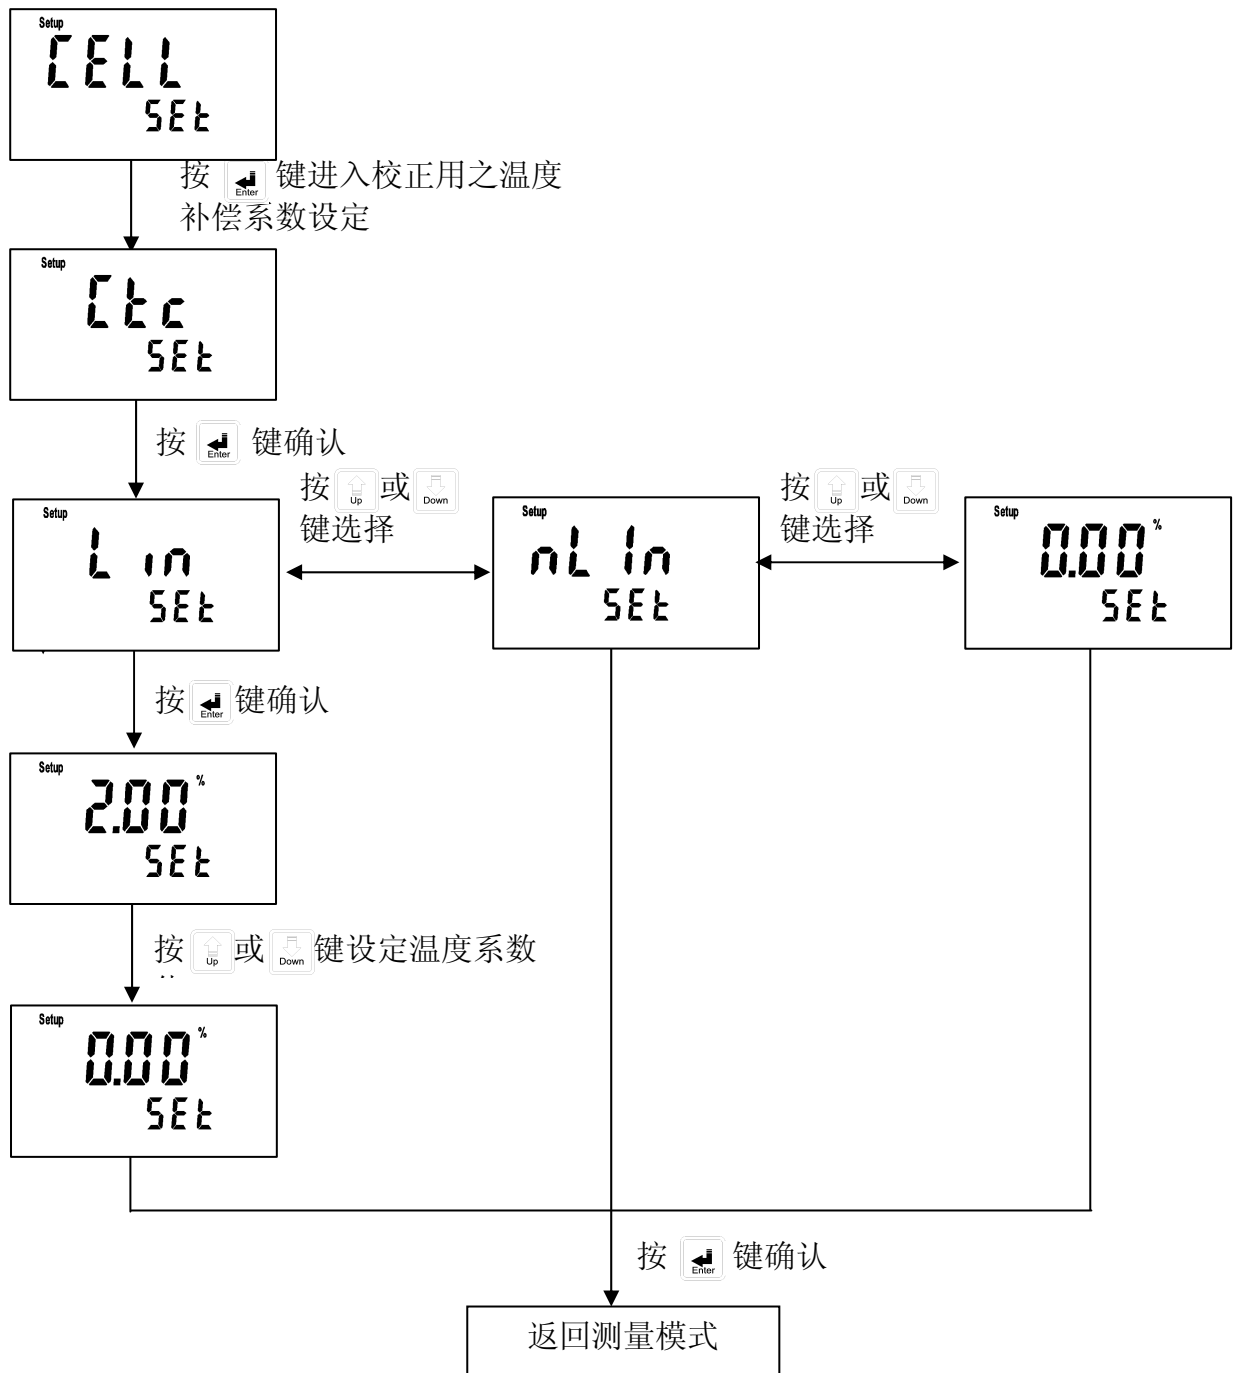 Setup
CELL
SEt
按 Enter 键进入校正用之温度
补偿系数设定
Setup
Ctc
SEt
按 Enter 键确认
Setup
Lin
SEt
按 Up 或 Down
键选择
Setup
nLIn
SEt
按 Up 或 Down
键选择
Setup
0.00 %
SEt
按 Enter 键确认
Setup
2.00 %
SEt
按 Up 或 Down 键设定温度系数
Setup
0.00 %
SEt
按 Enter 键确认
返回测量模式